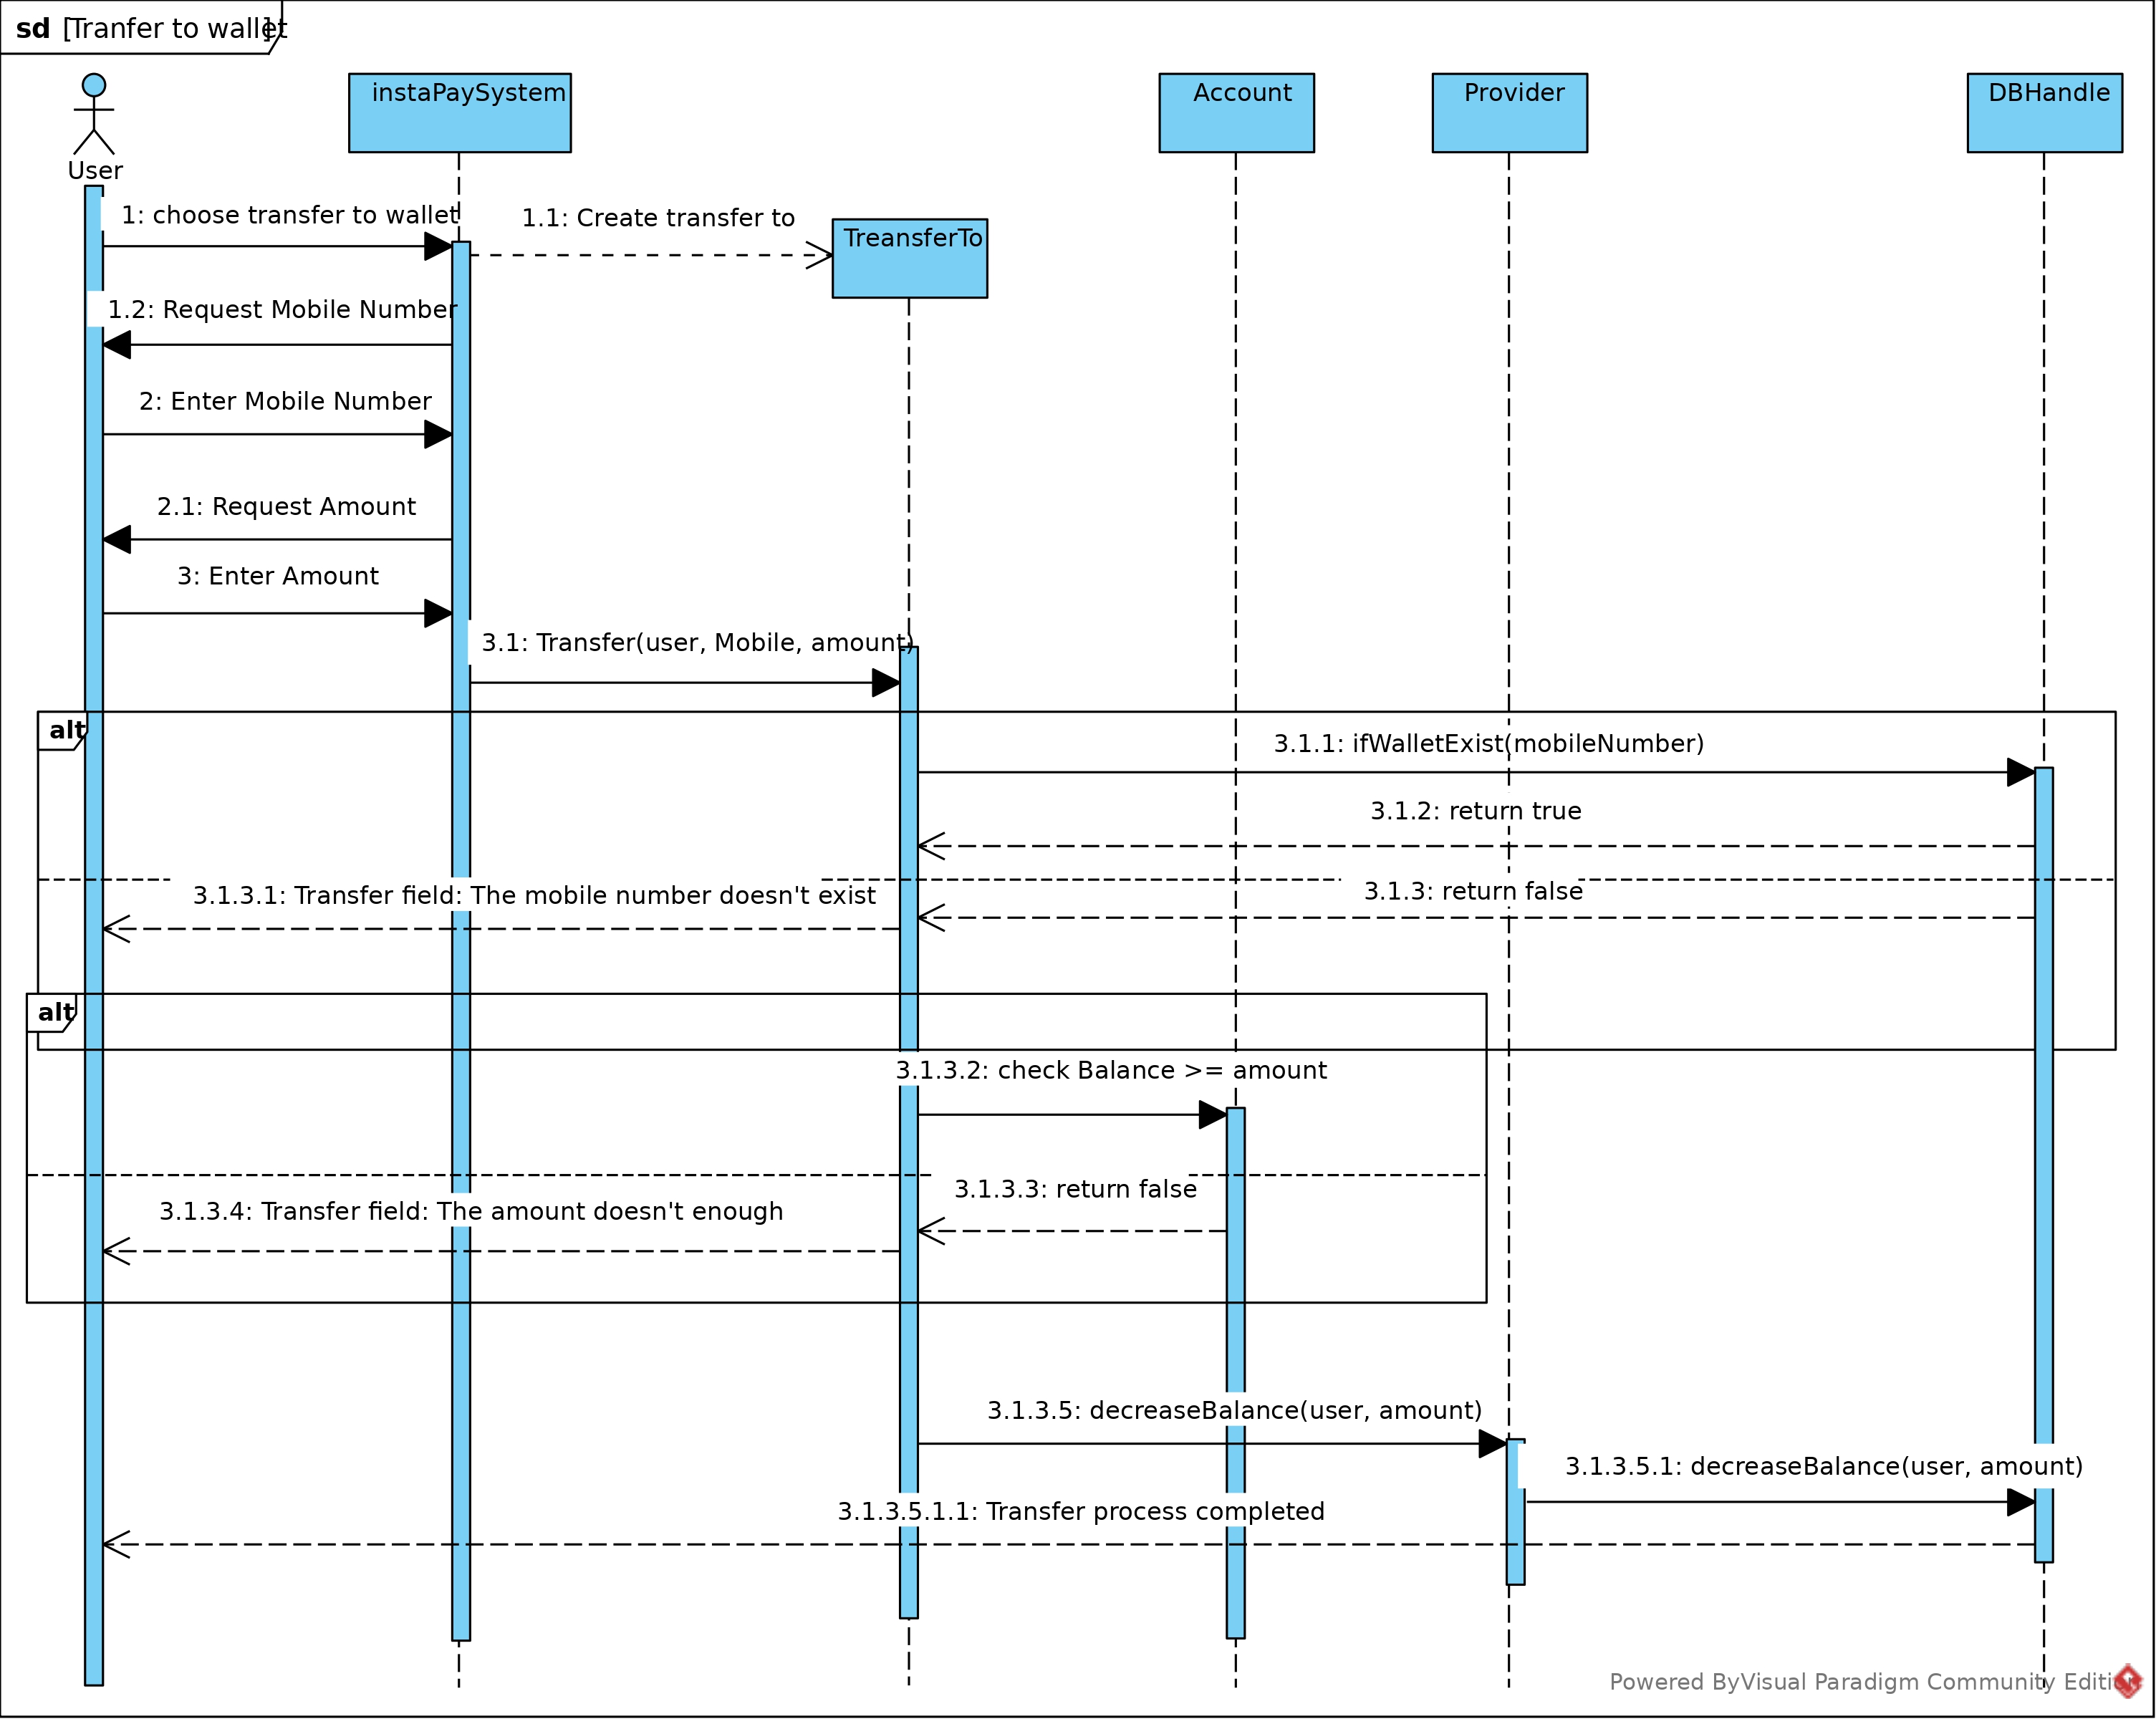 sd [Tranfer to wallet]
instaPaySystem
Account
Provider
DBHandle
User
1: choose transfer to wallet
1.1: Create transfer to
TreansferTo
1.2: Request Mobile Number
2: Enter Mobile Number
2.1: Request Amount
3: Enter Amount
3.1: Transfer(user, Mobile, amount)
alt
3.1.1: ifWalletExist(mobileNumber)
3.1.2: return true
3.1.3.1: Transfer field: The mobile number doesn't exist
3.1.3: return false
alt
3.1.3.2: check Balance >= amount
3.1.3.3: return false
3.1.3.4: Transfer field: The amount doesn't enough
3.1.3.5: decreaseBalance(user, amount)
3.1.3.5.1: decreaseBalance(user, amount)
3.1.3.5.1.1: Transfer process completed
Powered ByVisual Paradigm Community Edition